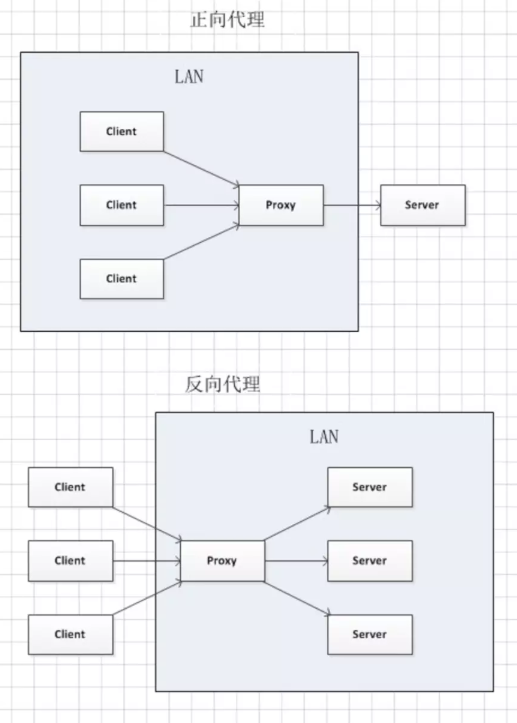 正向代理
LAN
Client
Client
Proxy
Server
Client
反向代理
LAN
Client
Server
Client
Proxy
Server
Client
Server